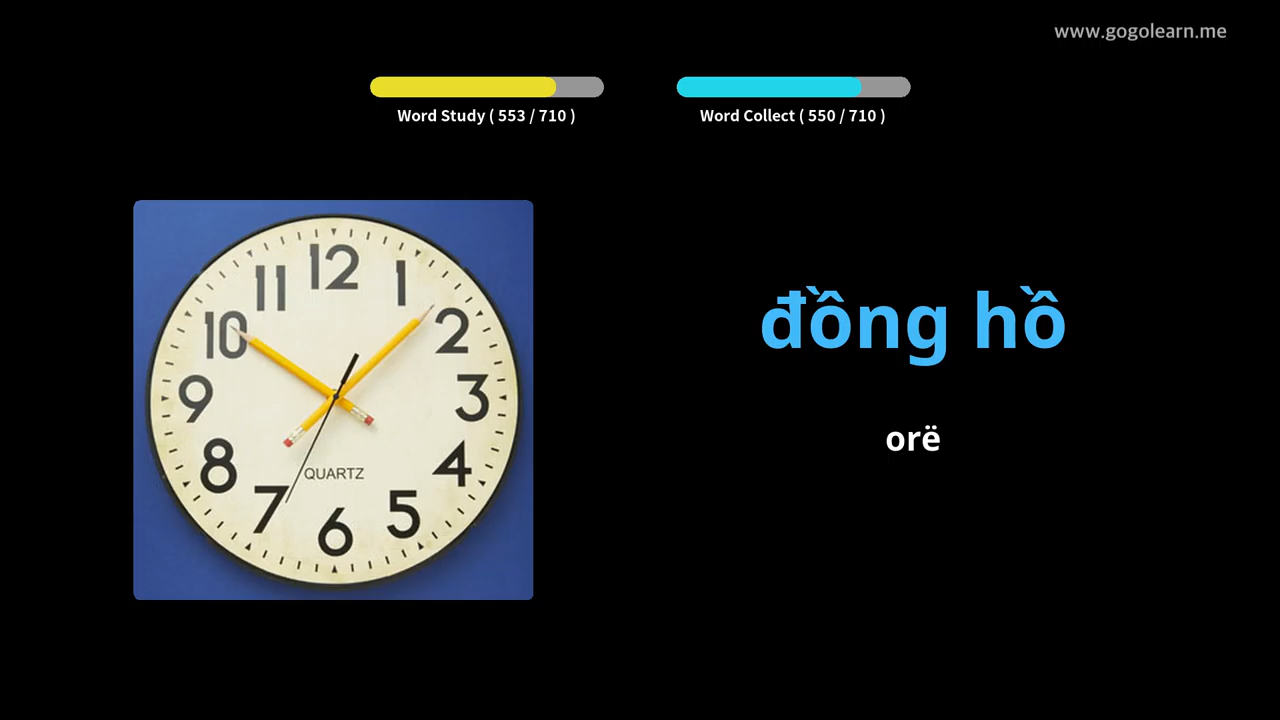 www.gogolearn.me
Word Study ( 553 / 710 )
Word Collect ( 550 / 710 )
12
11
1
10
2
9
3
8
4
QUARTZ
7
5
6
đồng hồ
orë